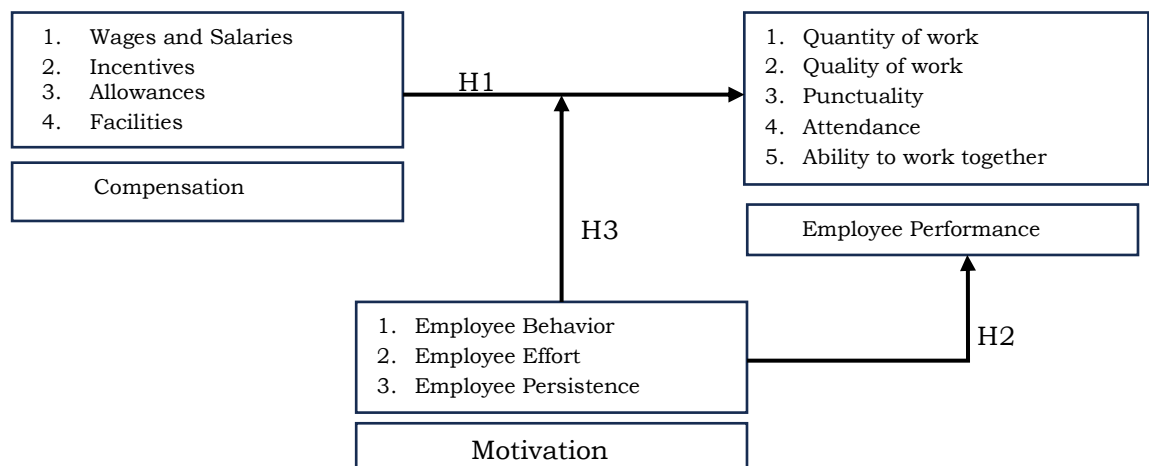 1. Wages and Salaries
2. Incentives
3. Allowances
4. Facilities
Compensation
H1
1. Quantity of work
2. Quality of work
3. Punctuality
4. Attendance
5. Ability to work together
Employee Performance
H3
1. Employee Behavior
2. Employee Effort
3. Employee Persistence
Motivation
H2